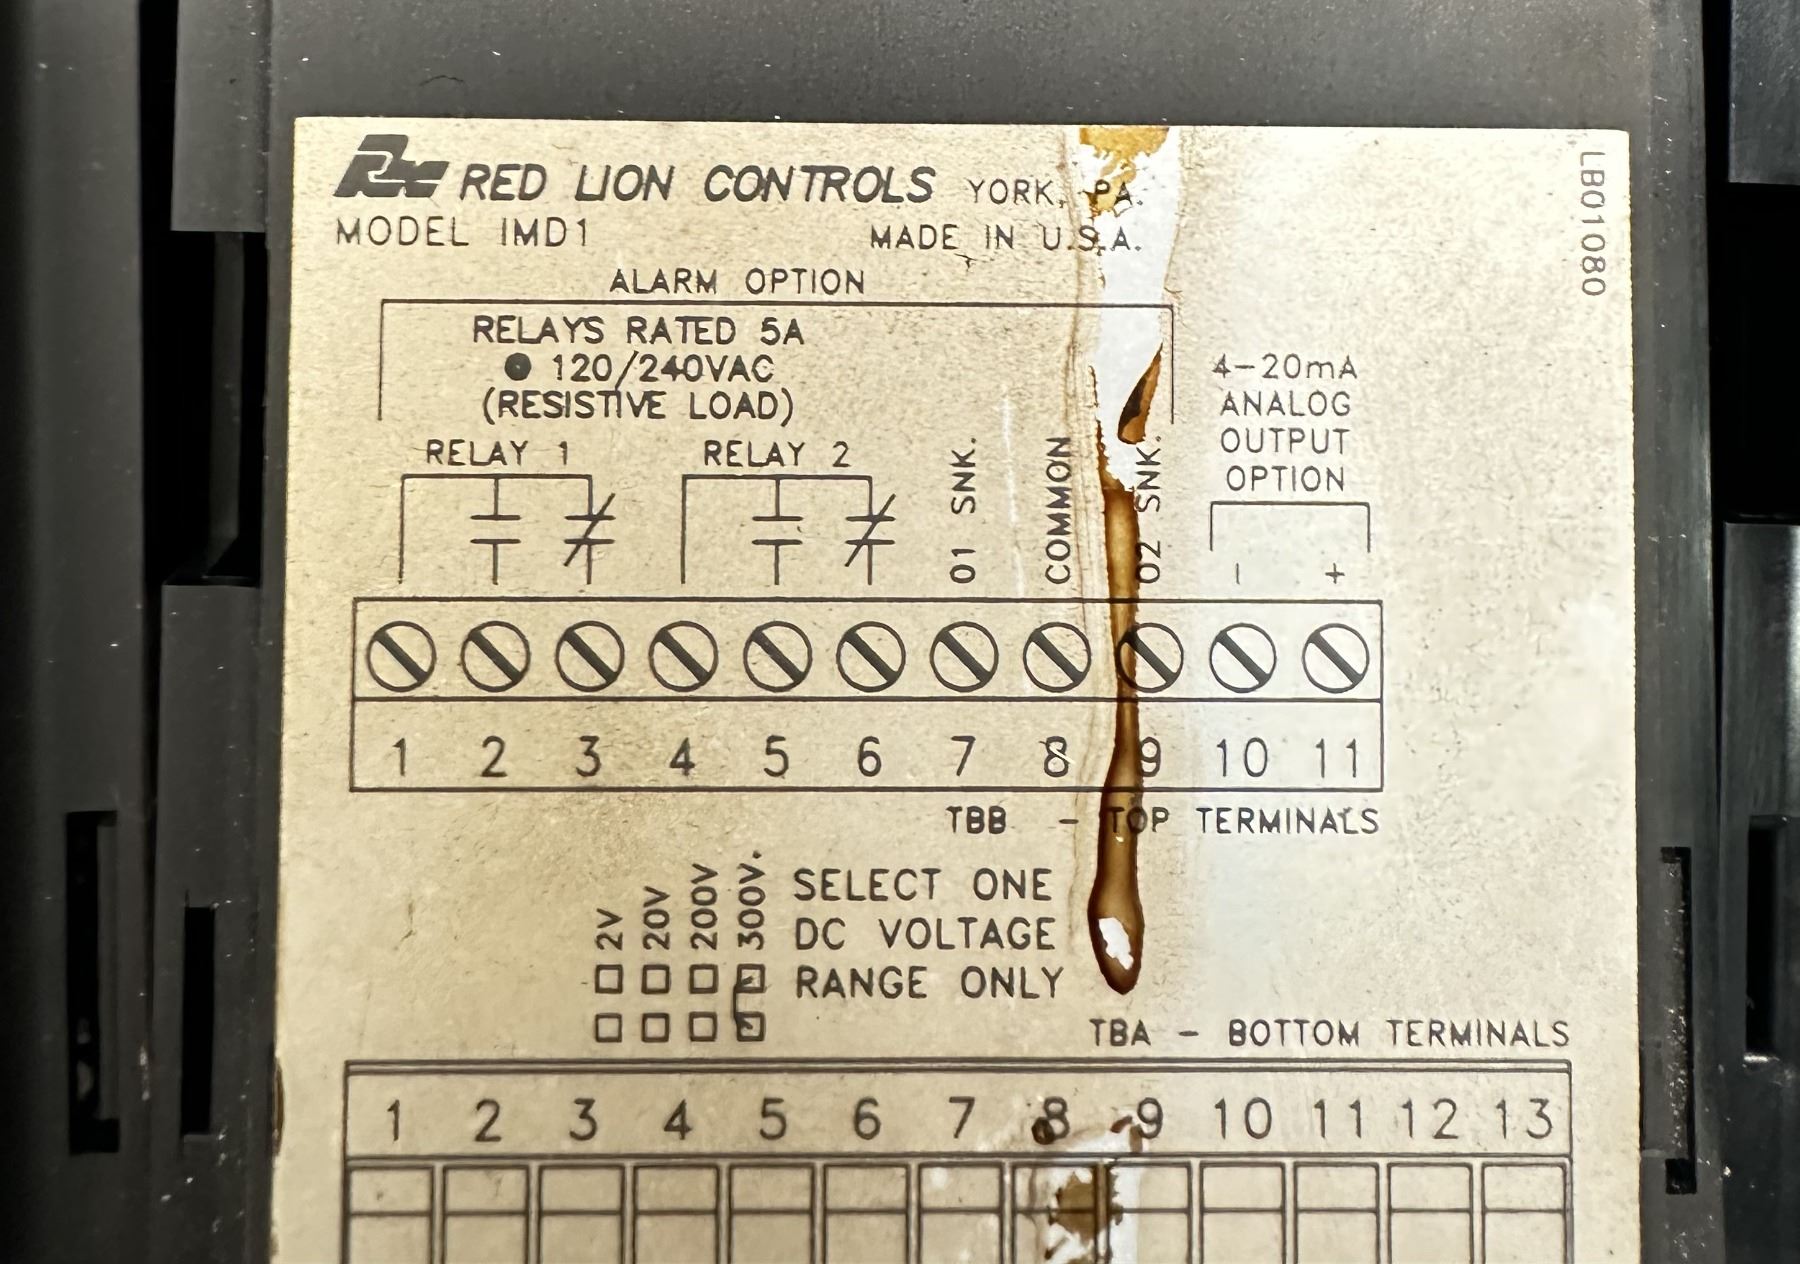 RED LION CONTROLS YORK, PA.
MODEL IMD1 MADE IN U.S.A.
LB01080
ALARM OPTION
RELAYS RATED 5A
120/240VAC
(RESISTIVE LOAD)
RELAY 1
RELAY 2
01 SNK.
COMMON
02 SNK.
4-20mA
ANALOG
OUTPUT
OPTION
- +
1 2 3 4 5 6 7 8 9 10 11
TBB - TOP TERMINALS
2V 20V 200V 300V.
SELECT ONE
DC VOLTAGE
RANGE ONLY
TBA - BOTTOM TERMINALS
1 2 3 4 5 6 7 8 9 10 11 12 13